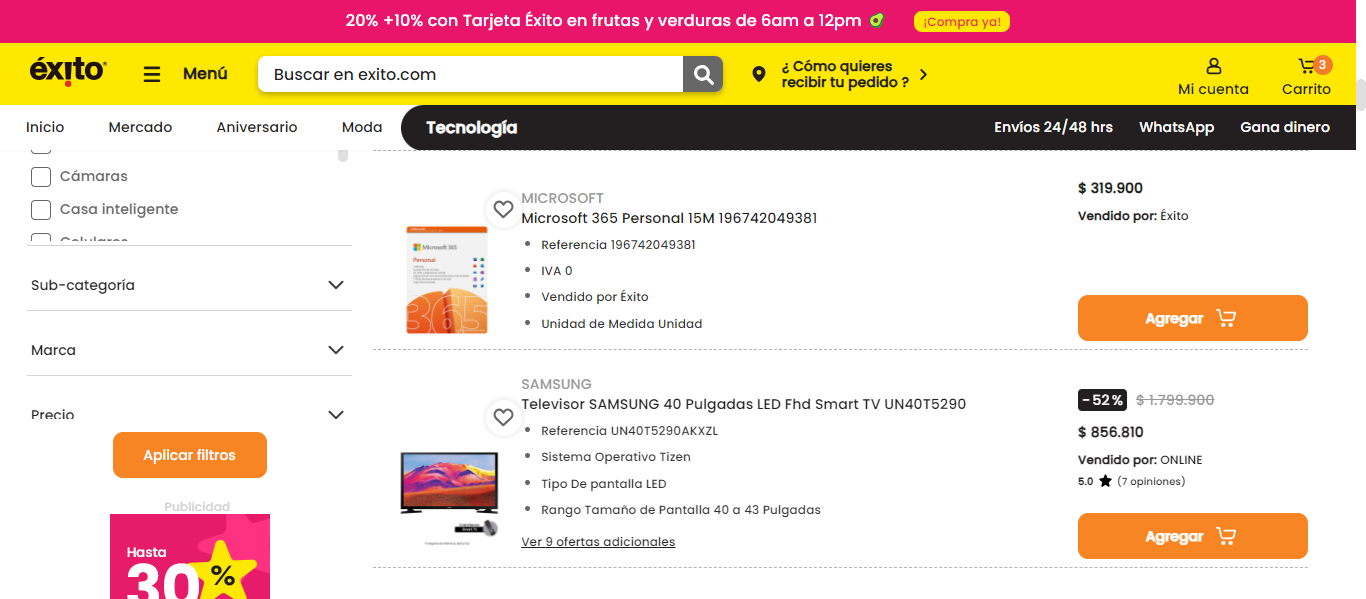 20% +10% con Tarjeta Éxito en frutas y verduras de 6am a 12pm
¡Compra ya!
éxito
Menú
Buscar en exito.com
¿ Cómo quieres
recibir tu pedido ?
Mi cuenta
3
Carrito
Inicio
Mercado
Aniversario
Moda
Tecnología
Envíos 24/48 hrs
WhatsApp
Gana dinero
Cámaras
Casa inteligente
Celulares
Sub-categoría
Marca
Precio
Aplicar filtros
Publicidad
Hasta
30%
MICROSOFT
Microsoft 365 Personal 15M 196742049381
Referencia 196742049381
IVA 0
Vendido por Éxito
Unidad de Medida Unidad
Microsoft 365
Personal
365
$ 319.900
Vendido por: Éxito
Agregar
SAMSUNG
Televisor SAMSUNG 40 Pulgadas LED Fhd Smart TV UN40T5290
Referencia UN40T5290AKXZL
Sistema Operativo Tizen
Tipo De pantalla LED
Rango Tamaño de Pantalla 40 a 43 Pulgadas
Ver 9 ofertas adicionales
-52%
$ 1.799.900
$ 856.810
Vendido por: ONLINE
5.0
(7 opiniones)
Agregar